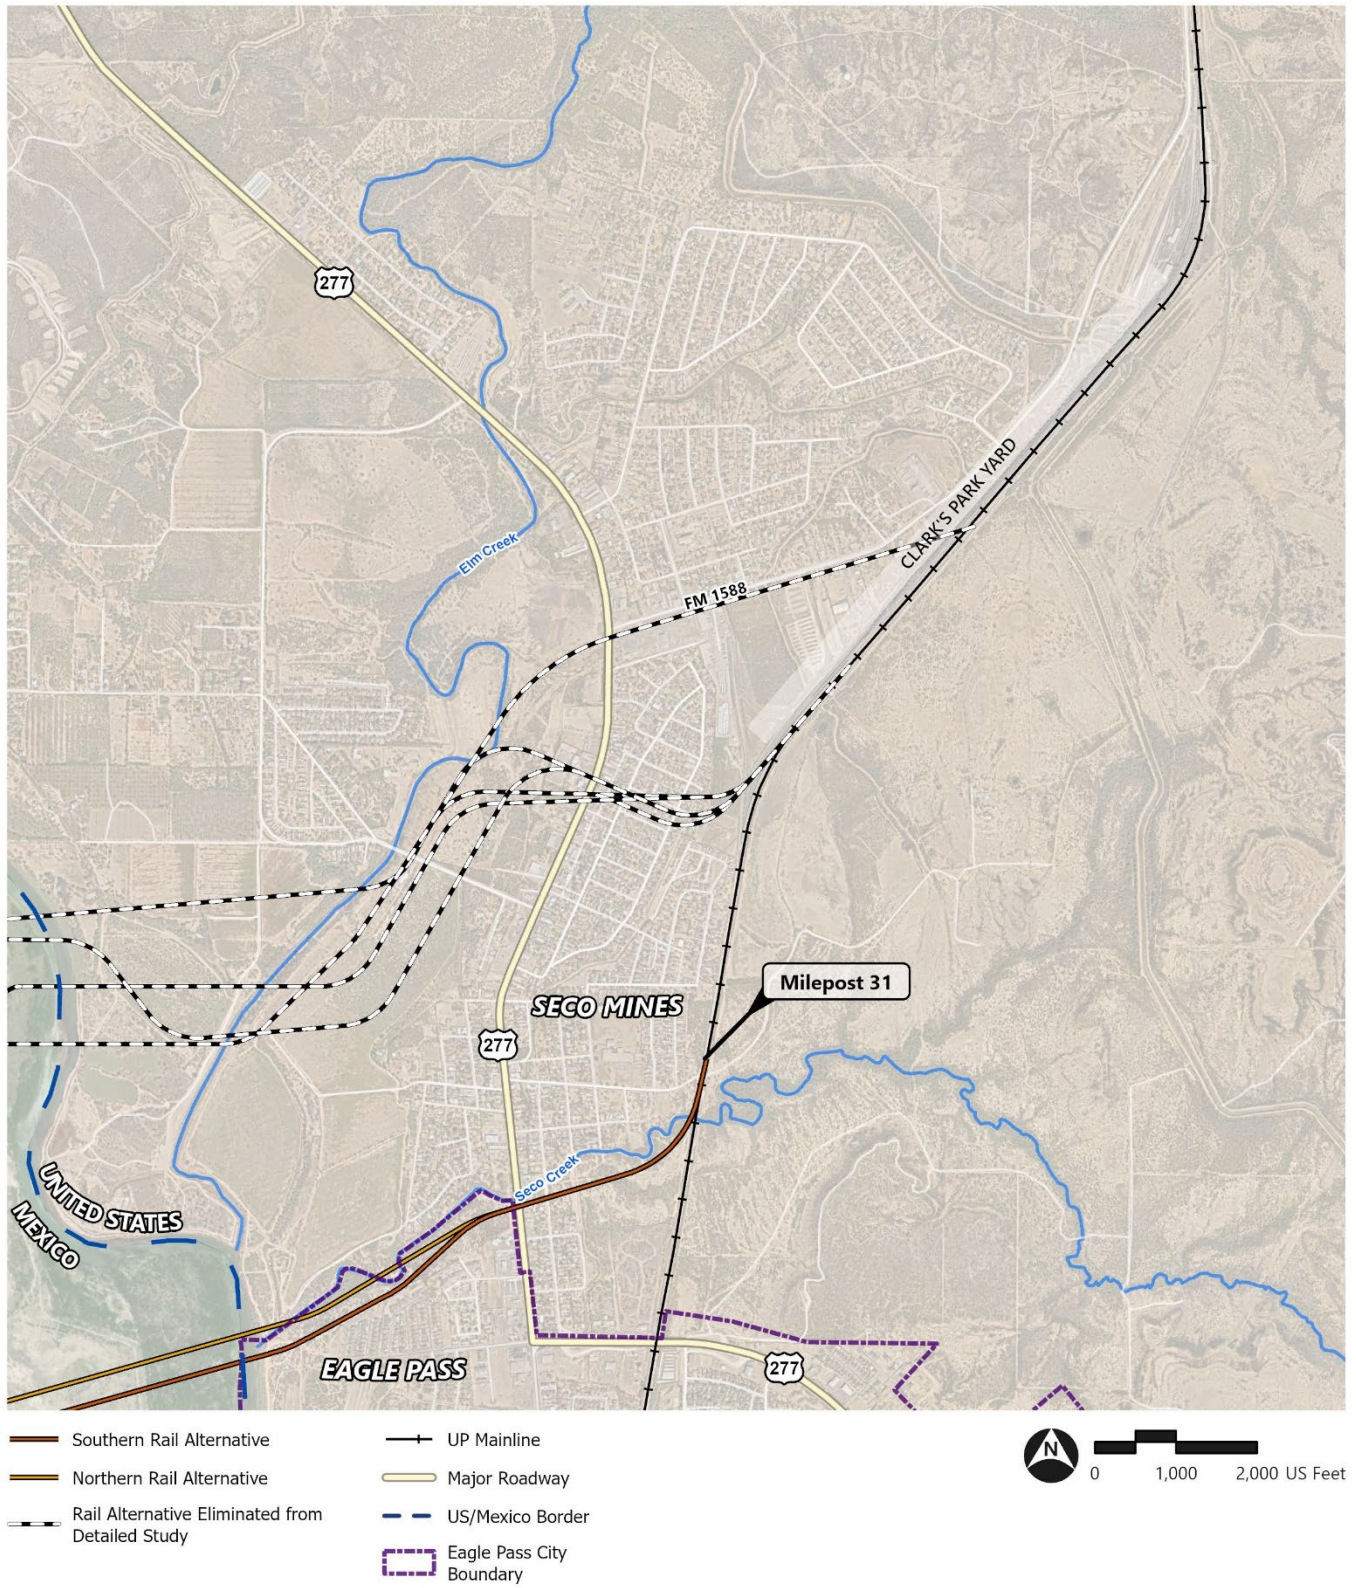 277
CLARK'S PARK YARD
Elm Creek
FM 1588
Milepost 31
SECO MINES
277
Seco Creek
UNITED STATES
MEXICO
EAGLE PASS
277
Southern Rail Alternative
Northern Rail Alternative
Rail Alternative Eliminated from
Detailed Study
UP Mainline
Major Roadway
US/Mexico Border
Eagle Pass City
Boundary
N
0 1,000 2,000 US Feet